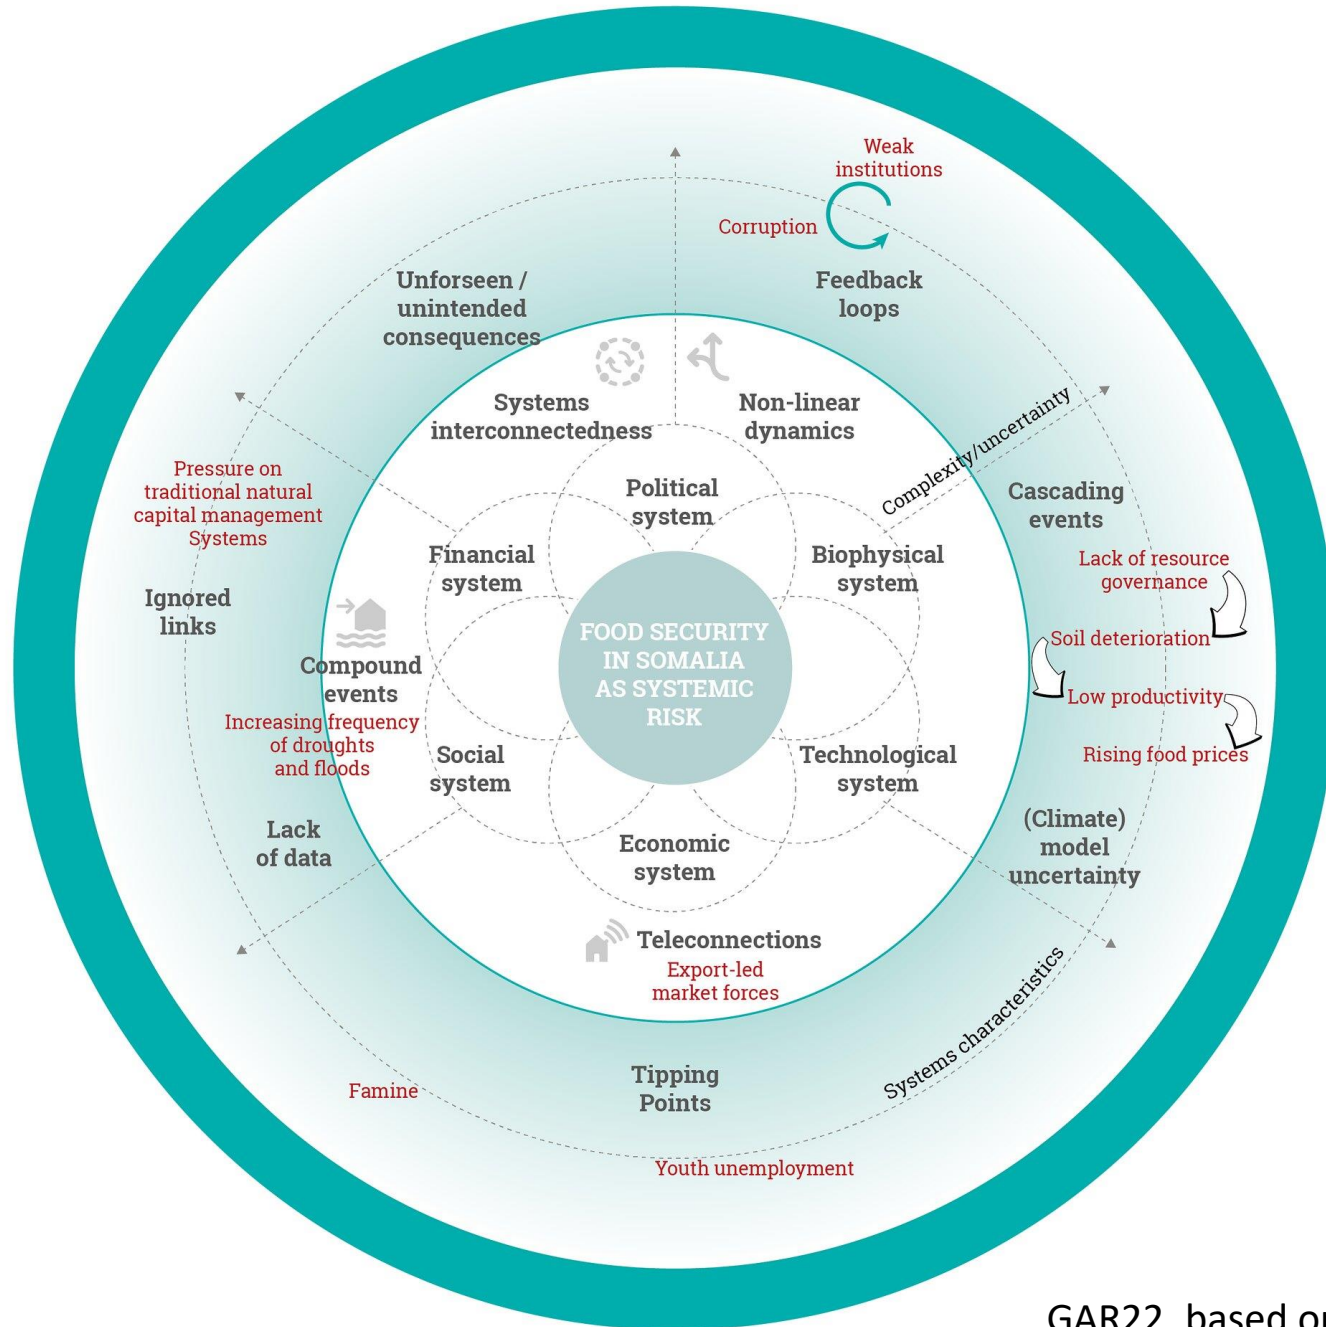 Weak
institutions
Corruption
Feedback
loops
Unforseen /
unintended
consequences
Systems
interconnectedness
Non-linear
dynamics
Complexity/uncertainty
Political
system
Financial
system
Biophysical
system
Cascading
events
Lack of resource
governance
Soil deterioration
Low productivity
Rising food prices
Pressure on
traditional natural
capital management
Systems
Ignored
links
Compound
events
Increasing frequency
of droughts
and floods
FOOD SECURITY
IN SOMALIA
AS SYSTEMIC
RISK
Social
system
Technological
system
Lack
of data
Economic
system
(Climate)
model
uncertainty
Teleconnections
Export-led
market forces
Systems characteristics
Tipping
Points
Famine
Youth unemployment
GAR22, based